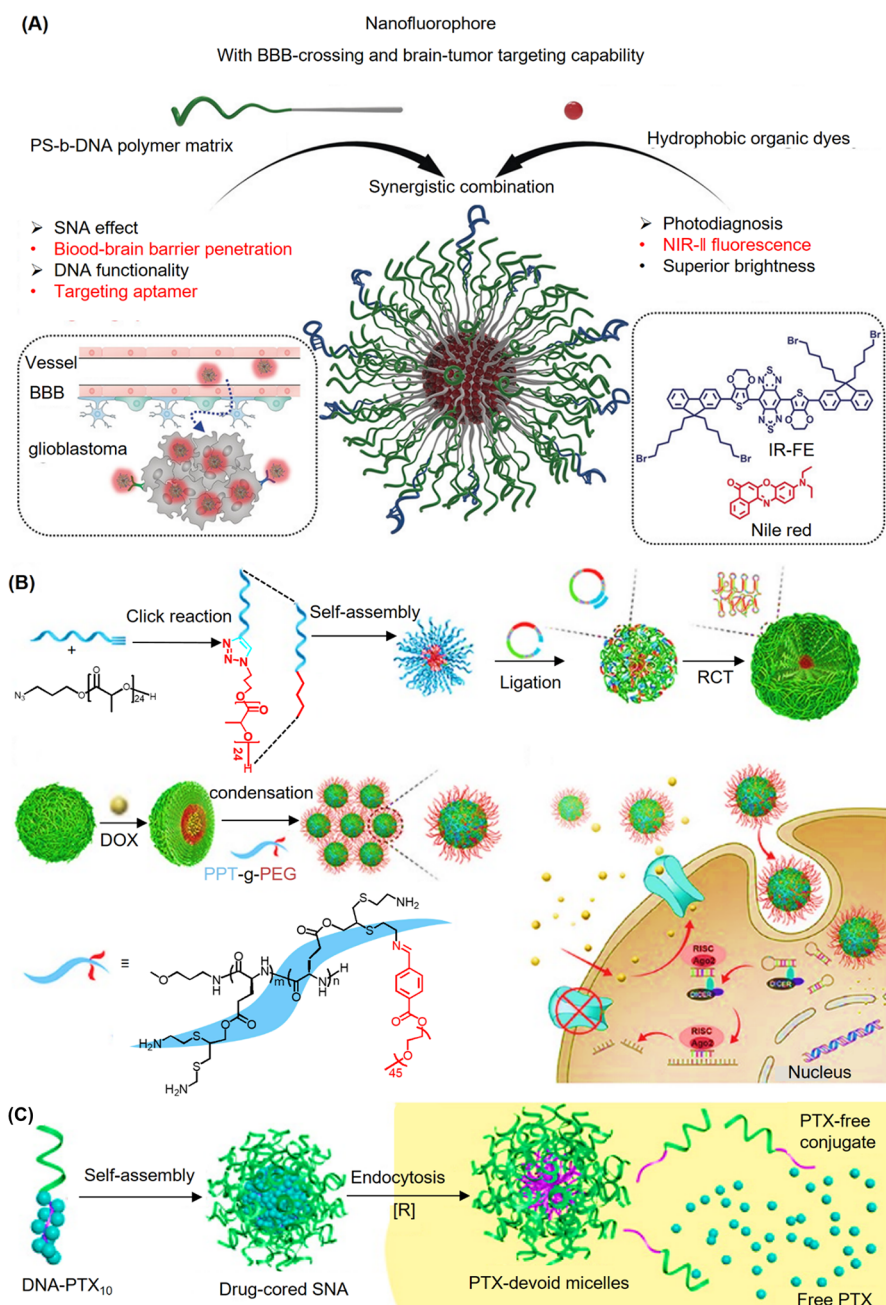 (A)
Nanofluorophore
With BBB-crossing and brain-tumor targeting capability
PS-b-DNA polymer matrix
Hydrophobic organic dyes
Synergistic combination
➢ SNA effect
• Biood-brain barrier penetration
➢ DNA functionality
• Targeting aptamer
➢ Photodiagnosis
• NIR-Ⅱ fluorescence
• Superior brightness
Vessel
BBB
glioblastoma
Br
Br
Br
Br
IR-FE
Nile red
(B)
Click reaction
Self-assembly
+
Ligation
RCT
N3
24
H
24
H
DOX
condensation
PPT-g-PEG
≡
NH2
H2N
NH2
m
n
45
RISC
Ago2
DICER
DICER
RISC
Ago2
Nucleus
(C)
Self-assembly
Endocytosis
[R]
PTX-free
conjugate
DNA-PTX10
Drug-cored SNA
PTX-devoid micelles
Free PTX